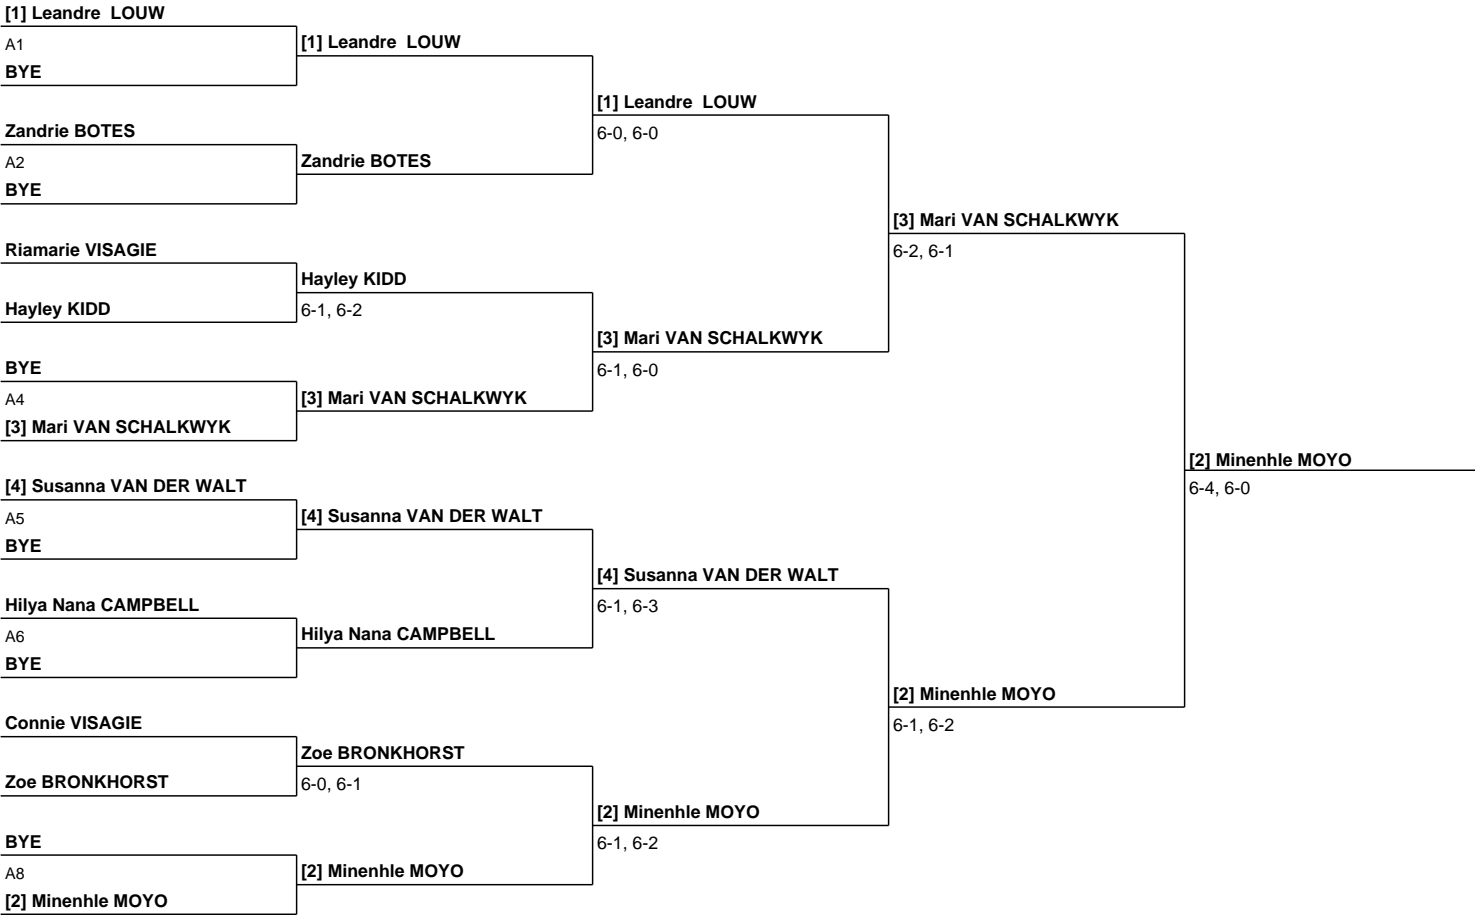 [1] Leandre  LOUW
A1
BYE
[1] Leandre  LOUW
Zandrie BOTES
A2
BYE
Zandrie BOTES
[1] Leandre  LOUW
6-0, 6-0
Riamarie VISAGIE
Hayley KIDD
Hayley KIDD
6-1, 6-2
BYE
A4
[3] Mari VAN SCHALKWYK
[3] Mari VAN SCHALKWYK
[3] Mari VAN SCHALKWYK
6-1, 6-0
[3] Mari VAN SCHALKWYK
6-2, 6-1
[4] Susanna VAN DER WALT
A5
BYE
[4] Susanna VAN DER WALT
Hilya Nana CAMPBELL
A6
BYE
Hilya Nana CAMPBELL
[4] Susanna VAN DER WALT
6-1, 6-3
Connie VISAGIE
Zoe BRONKHORST
Zoe BRONKHORST
6-0, 6-1
BYE
A8
[2] Minenhle MOYO
[2] Minenhle MOYO
[2] Minenhle MOYO
6-1, 6-2
[2] Minenhle MOYO
6-1, 6-2
[2] Minenhle MOYO
6-4, 6-0